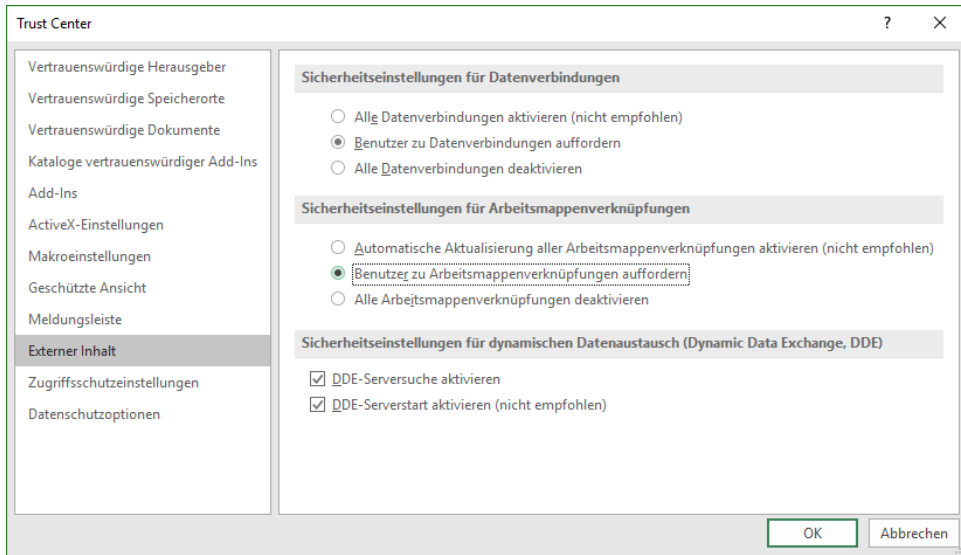 Trust Center
?
Vertrauenswürdige Herausgeber
Vertrauenswürdige Speicherorte
Vertrauenswürdige Dokumente
Kataloge vertrauenswürdiger Add-Ins
Add-Ins
ActiveX-Einstellungen
Makroeinstellungen
Geschützte Ansicht
Meldungsleiste
Externer Inhalt
Zugriffsschutzeinstellungen
Datenschutzoptionen
Sicherheitseinstellungen für Datenverbindungen
Alle Datenverbindungen aktivieren (nicht empfohlen)
Benutzer zu Datenverbindungen auffordern
Alle Datenverbindungen deaktivieren
Sicherheitseinstellungen für Arbeitsmappenverknüpfungen
Automatische Aktualisierung aller Arbeitsmappenverknüpfungen aktivieren (nicht empfohlen)
Benutzer zu Arbeitsmappenverknüpfungen auffordern
Alle Arbeitsmappenverknüpfungen deaktivieren
Sicherheitseinstellungen für dynamischen Datenaustausch (Dynamic Data Exchange, DDE)
DDE-Serversuche aktivieren
DDE-Serverstart aktivieren (nicht empfohlen)
OK
Abbrechen